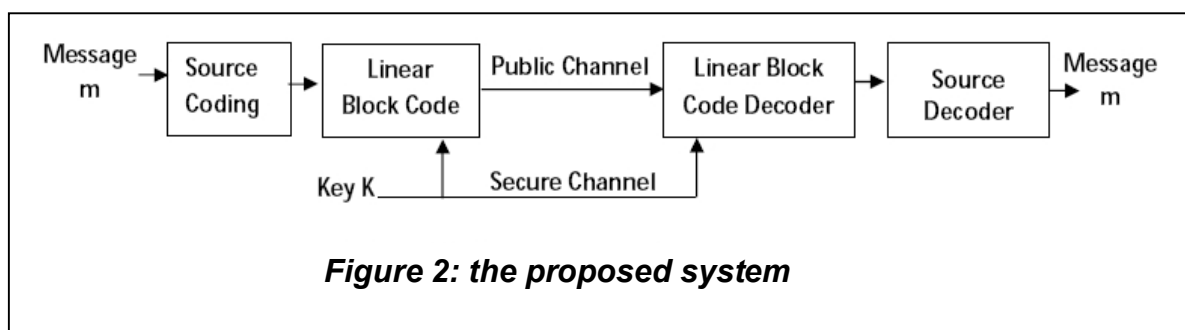 Message
m
Source
Coding
Linear
Block Code
Public Channel
Linear Block
Code Decoder
Source
Decoder
Message
m
Key K
Secure Channel
Figure 2: the proposed system